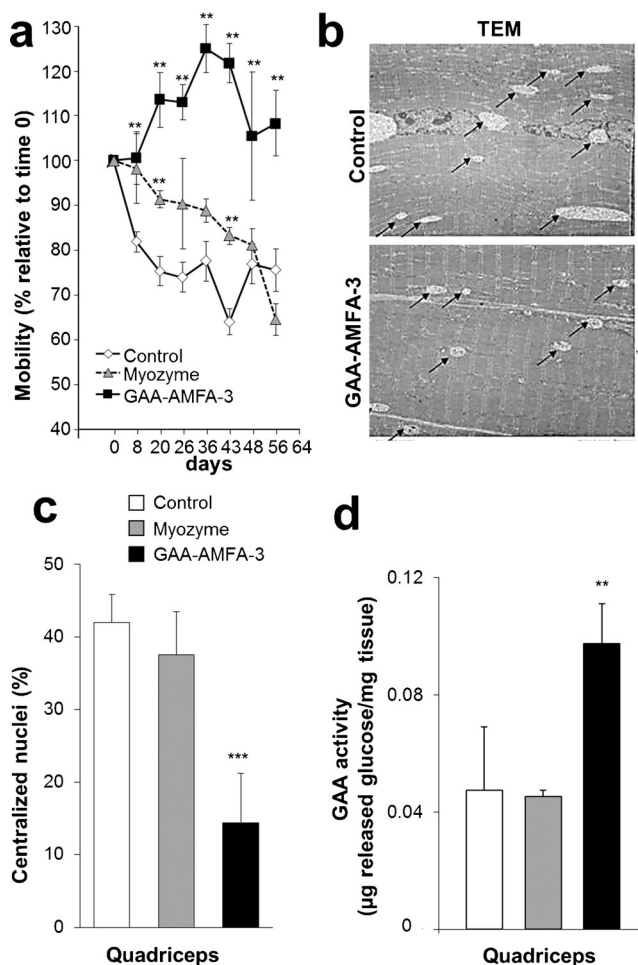 a
130
120
110
100
90
80
70
60
50
40
Mobility (% relative to time 0)
** ** ** ** ** ** **
** **
Control
Myozyme
GAA-AMFA-3
0 8 20 26 36 43 48 56 64
days
b
TEM
Control
GAA-AMFA-3
c
Control
Myozyme
GAA-AMFA-3
50
40
30
20
10
0
Centralized nuclei (%)
***
Quadriceps
d
0.12
0.08
0.04
0
GAA activity
(µg released glucose/mg tissue)
**
Quadriceps